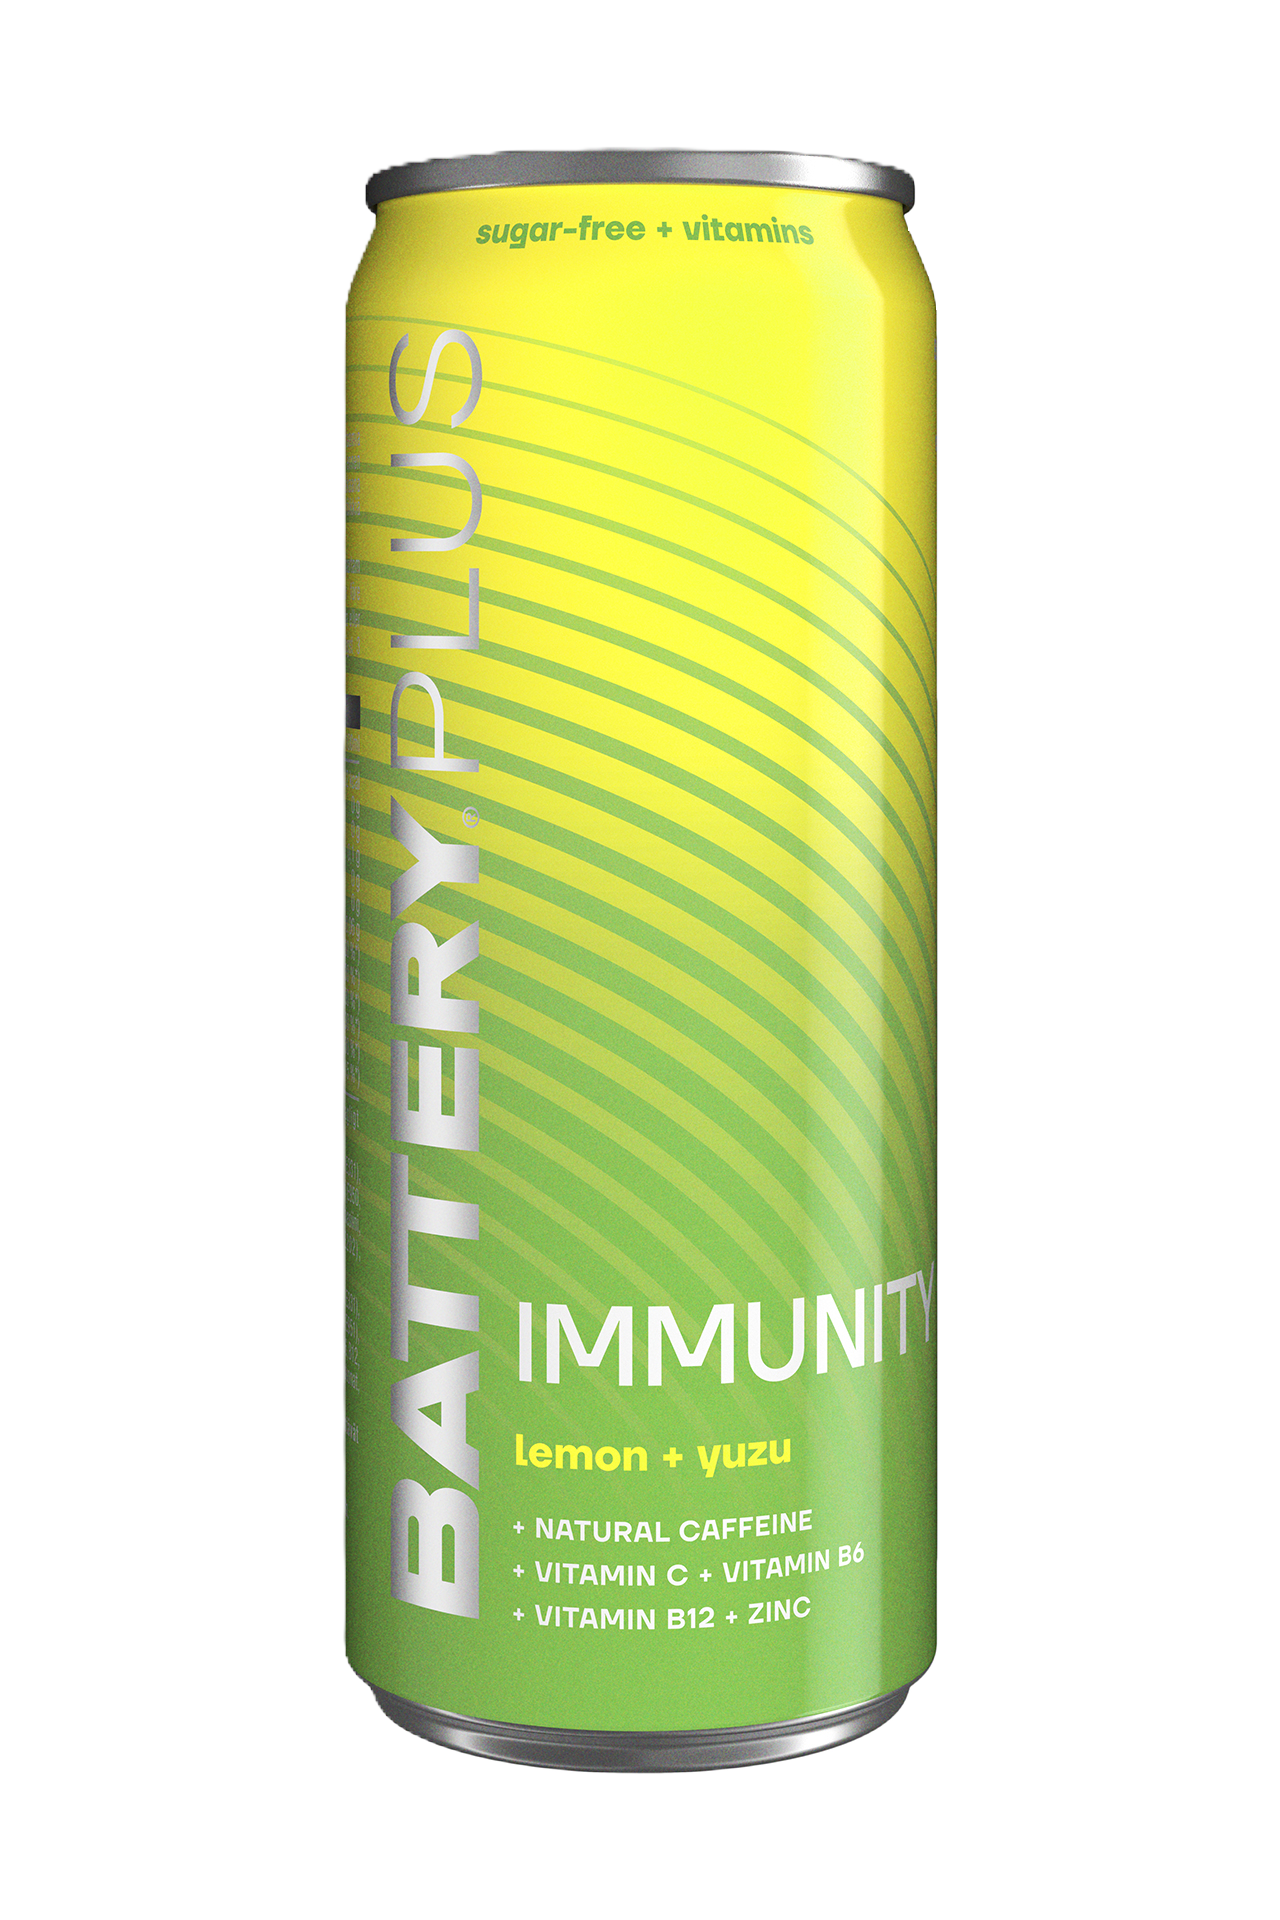 sugar-free + vitamins
BATTERY® PLUS
IMMUNITY
lemon + yuzu
+ NATURAL CAFFEINE
+ VITAMIN C + VITAMIN B6
+ VITAMIN B12 + ZINC